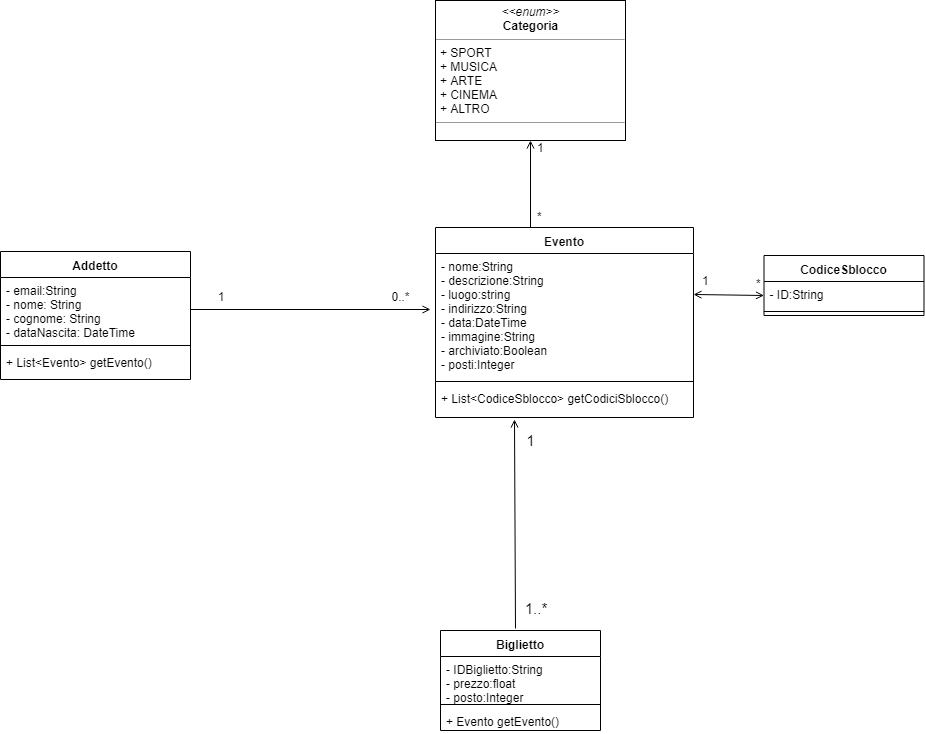 <<enum>>
Categoria
+ SPORT
+ MUSICA
+ ARTE
+ CINEMA
+ ALTRO
1
*
Addetto
- email:String
- nome: String
- cognome: String
- dataNascita: DateTime
+ List<Evento> getEvento()
1
0..*
Evento
- nome:String
- descrizione:String
- luogo:string
- indirizzo:String
- data:DateTime
- immagine:String
- archiviato:Boolean
- posti:Integer
+ List<CodiceSblocco> getCodiciSblocco()
1
*
CodiceSblocco
- ID:String
1
1..*
Biglietto
- IDBiglietto:String
- prezzo:float
- posto:Integer
+ Evento getEvento()